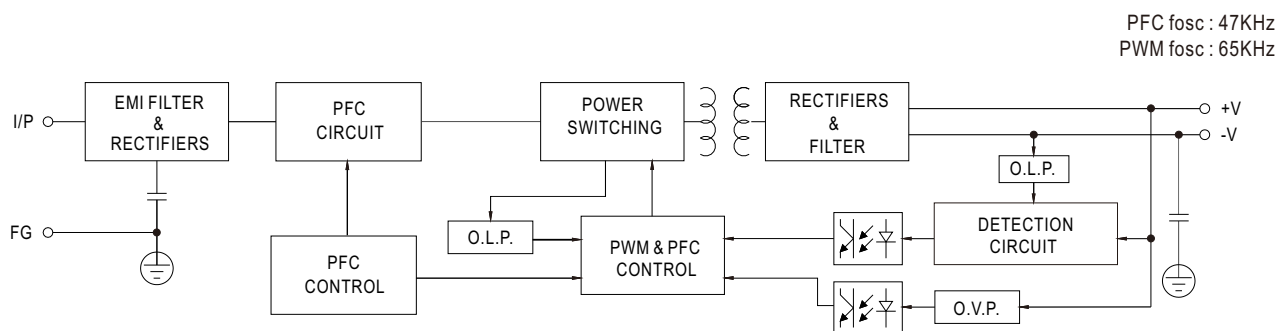 PFC fosc : 47KHz
PWM fosc : 65KHz
I/P
EMI FILTER
&
RECTIFIERS
PFC
CIRCUIT
POWER
SWITCHING
RECTIFIERS
&
FILTER
+V
-V
O.L.P.
FG
O.L.P.
DETECTION
CIRCUIT
PFC
CONTROL
PWM & PFC
CONTROL
O.V.P.